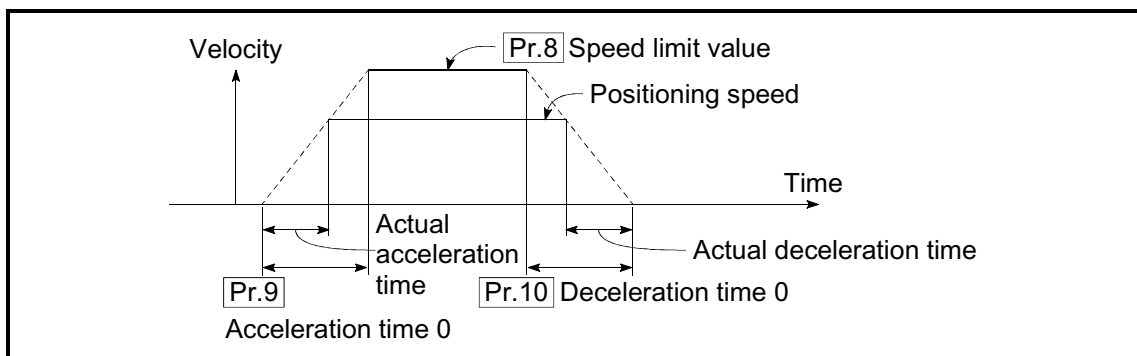 Velocity
Pr.8 Speed limit value
Positioning speed
Time
Actual
acceleration
time
Actual deceleration time
Pr.9
Acceleration time 0
Pr.10 Deceleration time 0